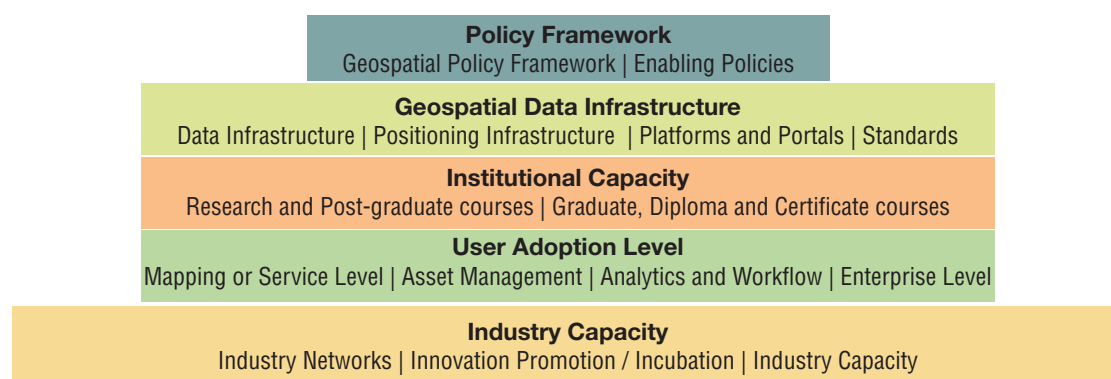 Policy Framework
Geospatial Policy Framework | Enabling Policies
Geospatial Data Infrastructure
Data Infrastructure | Positioning Infrastructure | Platforms and Portals | Standards
Institutional Capacity
Research and Post-graduate courses | Graduate, Diploma and Certificate courses
User Adoption Level
Mapping or Service Level | Asset Management | Analytics and Workflow | Enterprise Level
Industry Capacity
Industry Networks | Innovation Promotion / Incubation | Industry Capacity